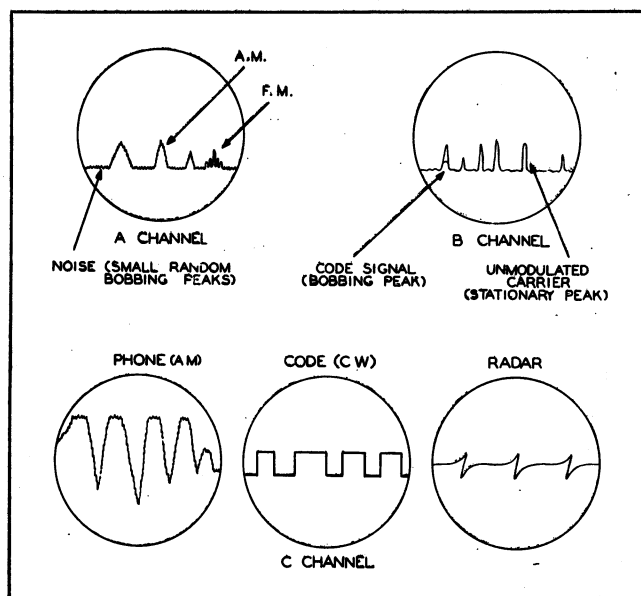 A.M.
F.M.
A CHANNEL
NOISE (SMALL RANDOM
BOBBING PEAKS)
B CHANNEL
CODE SIGNAL
(BOBBING PEAK)
UNMODULATED
CARRIER
(STATIONARY PEAK)
PHONE (AM)
CODE (CW)
RADAR
C CHANNEL